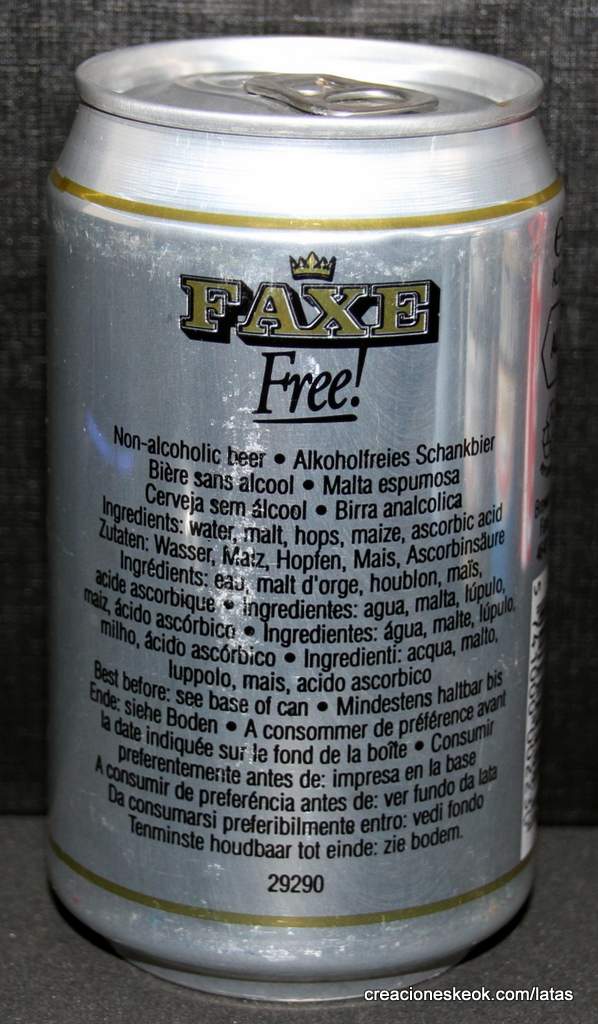 FAXE
Free!
Non-alcoholic beer • Alkoholfreies Schankbier
Bière sans alcool • Malta espumosa
Cerveja sem álcool • Birra analcolica
Ingredients: water, malt, hops, maize, ascorbic acid
Zutaten: Wasser, Malz, Hopfen, Mais, Ascorbinsäure
Ingrédients: eau, malt d'orge, houblon, maïs,
acide ascorbique • Ingredientes: agua, malta, lúpulo,
maiz, ácido ascórbico • Ingredientes: água, malte, lúpulo,
milho, ácido ascórbico • Ingredienti: acqua, malto,
luppolo, mais, acido ascorbico
Best before: see base of can • Mindestens haltbar bis
Ende: siehe Boden • A consommer de préférence avant
la date indiquée sur le fond de la boîte • Consumir
preferentemente antes de: impresa en la base
A consumir de preferéncia antes de: ver fundo da lata
Da consumarsi preferibilmente entro: vedi fondo
Tenminste houdbaar tot einde: zie bodem.
29290
creacioneskeok.com/latas